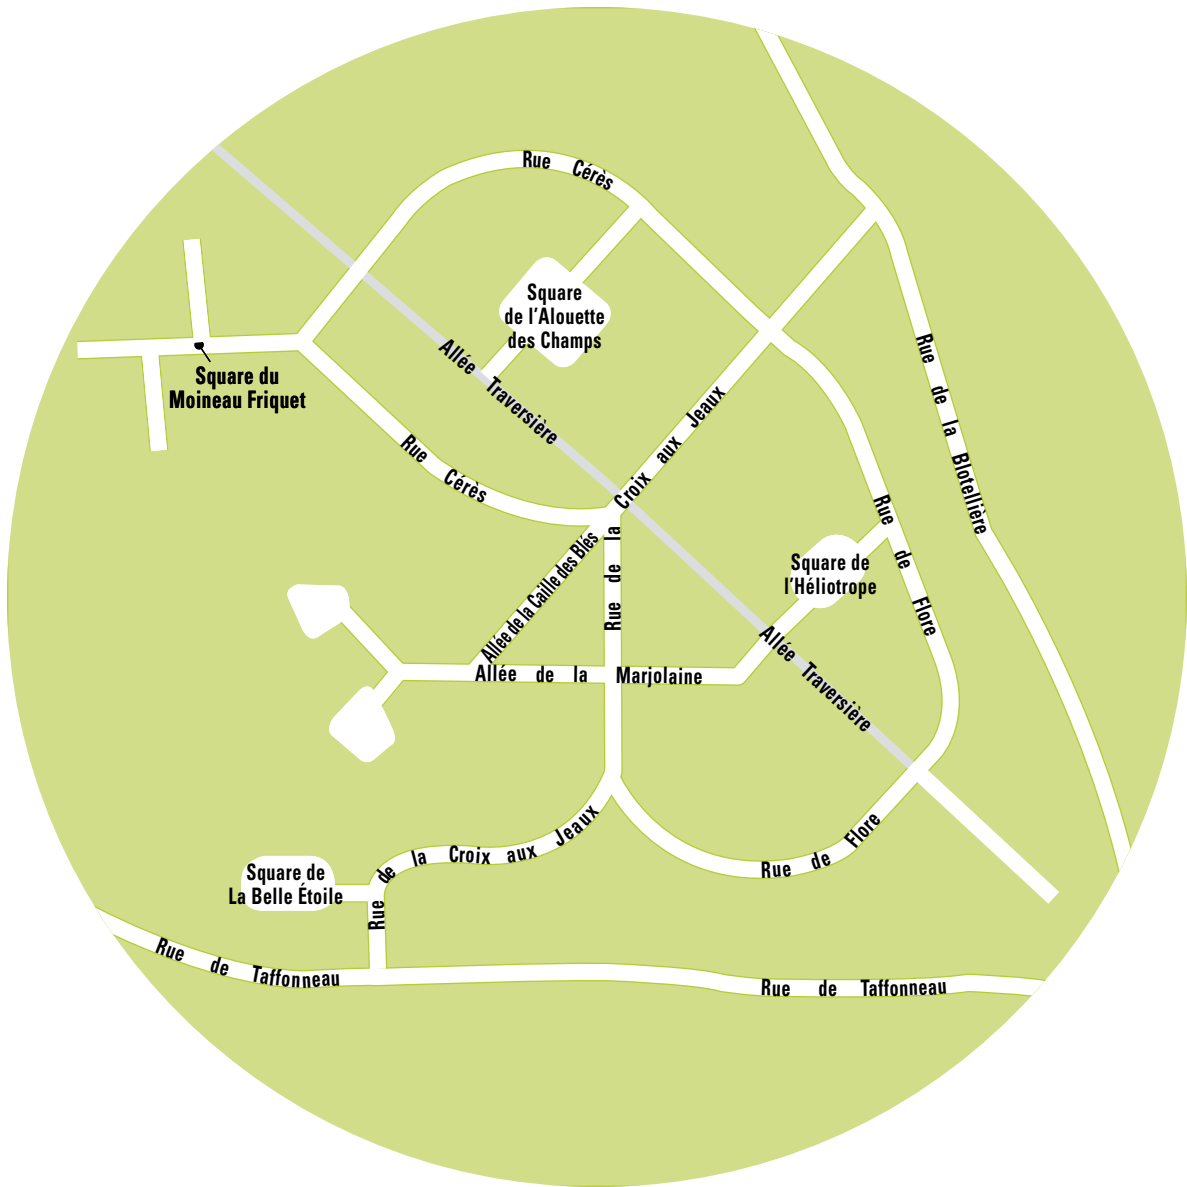 Rue Cérès
Square
de l'Alouette
des Champs
Allée Traversière
Square du
Moineau Friquet
Rue de la Blotellière
Rue Cérès
Rue de la Croix aux Jeaux
Allée de la Caille des Blés
Square de
l'Héliotrope
Rue de Flore
Allée de la Marjolaine
Allée Traversière
Rue de Flore
Rue de la Croix aux Jeaux
Square de
La Belle Étoile
Rue de Taffonneau
Rue de Taffonneau